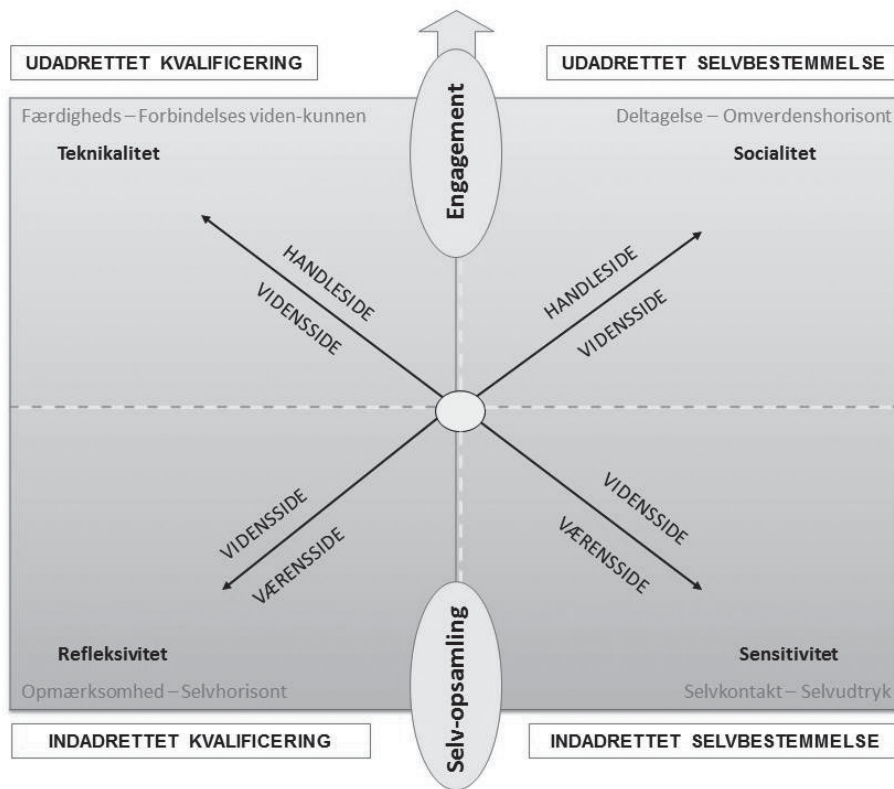 UDADRETTET KVALIFICERING
UDADRETTET SELVBESTEMMELSE
Færdigheds – Forbindelses viden-kunnen
Deltagelse – Omverdenshorisont
Teknikalitet
Socialitet
Engagement
HANDLESIDE
VIDENSSIDE
HANDLESIDE
VIDENSSIDE
VIDENSSIDE
VÆRENSSIDE
VIDENSSIDE
VÆRENSSIDE
Refleksivitet
Sensitivitet
Opmærksomhed – Selvhorisont
Selvkontakt – Selvudtryk
Selv-opsamling
INDADRETTET KVALIFICERING
INDADRETTET SELVBESTEMMELSE